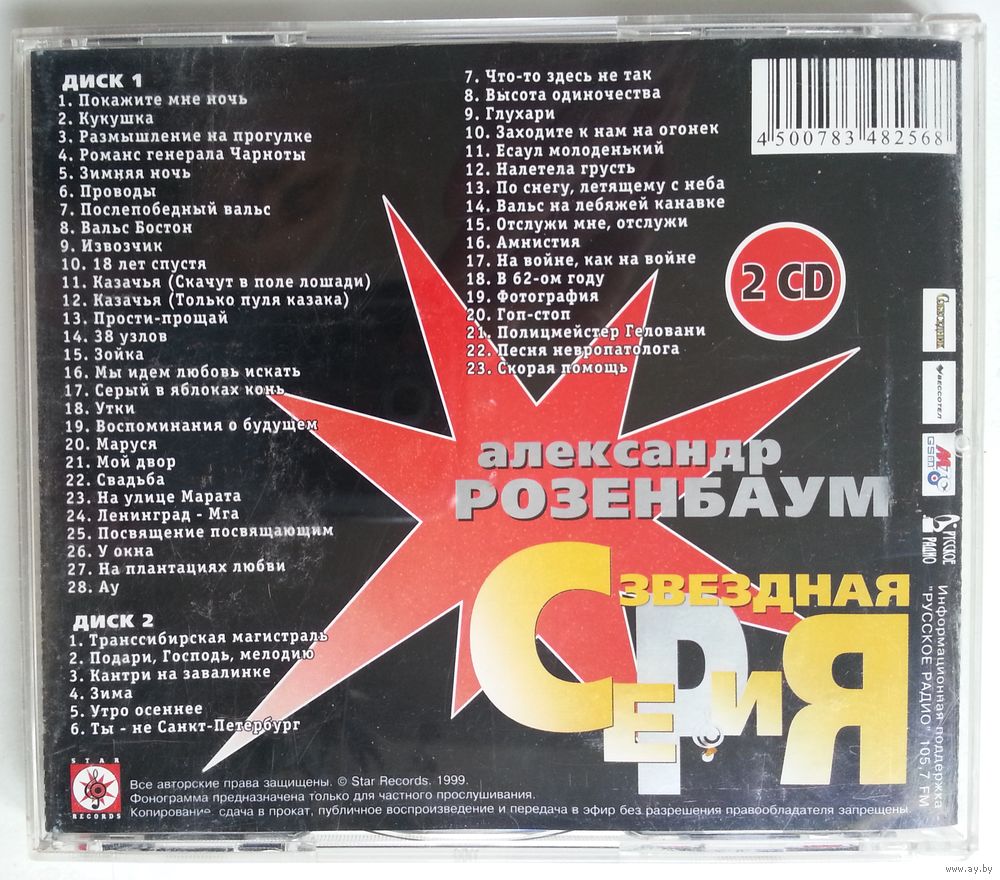 ДИСК 1
1. Покажите мне ночь
2. Кукушка
3. Размышление на прогулке
4. Романс генерала Чарноты
5. Зимняя ночь
6. Проводы
7. Послепобедный вальс
8. Вальс Бостон
9. Извозчик
10. 18 лет спустя
11. Казачья (Скачут в поле лошади)
12. Казачья (Только пуля казака)
13. Прости-прощай
14. 38 узлов
15. Зойка
16. Мы идем любовь искать
17. Серый в яблоках конь
18. Утки
19. Воспоминания о будущем
20. Маруся
21. Мой двор
22. Свадьба
23. На улице Марата
24. Ленинград - Мга
25. Посвящение посвящающим
26. У окна
27. На плантациях любви
28. Ау
ДИСК 2
1. Транссибирская магистраль
2. Подари, Господь, мелодию
3. Кантри на завалинке
4. Зима
5. Утро осеннее
6. Ты - не Санкт-Петербург
7. Что-то здесь не так
8. Высота одиночества
9. Глухари
10. Заходите к нам на огонек
11. Есаул молоденький
12. Налетела грусть
13. По снегу, летящему с неба
14. Вальс на лебяжей канавке
15. Отслужи мне, отслужи
16. Амнистия
17. На войне, как на войне
18. В 62-ом году
19. Фотография
20. Гоп-стоп
21. Полицмейстер Геловани
22. Песня невропатолога
23. Скорая помощь
4 500783 482568
2 CD
александр
РОЗЕНБАУМ
ЗВЕЗДНАЯ
СЕРИЯ
ВЕССОТЕЛ
GSM
РУССКОЕ
РАДИО
Информационная поддержка
"РУССКОЕ РАДИО" 105,7 FM
STAR
RECORDS
Все авторские права защищены. © Star Records. 1999.
Фонограмма предназначена только для частного прослушивания.
Копирование, сдача в прокат, публичное воспроизведение и передача в эфир без разрешения правообладателя запрещены
www.ay.by